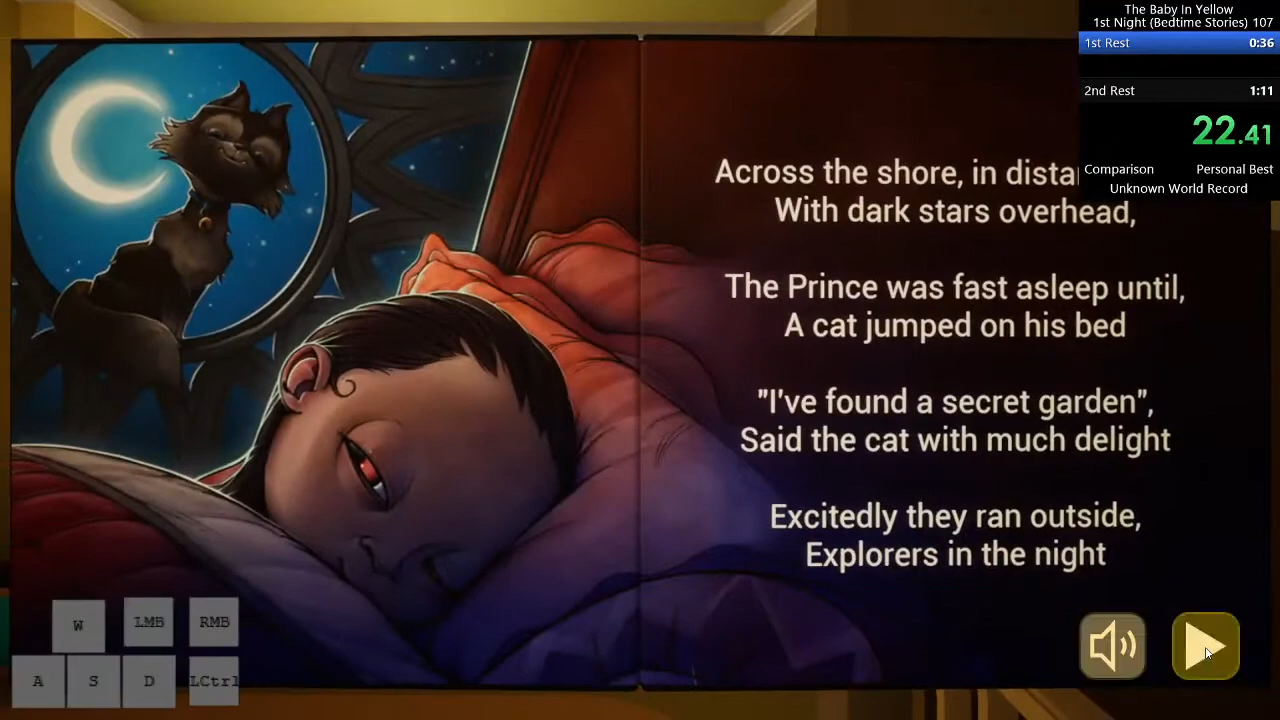 The Baby In Yellow
1st Night (Bedtime Stories) 107
1st Rest 0:36
2nd Rest 1:11
22.41
Comparison Personal Best
Unknown World Record
Across the shore, in
With dark stars overhead,
The Prince was fast asleep until,
A cat jumped on his bed
"I've found a secret garden",
Said the cat with much delight
Excitedly they ran outside,
Explorers in the night
W LMB RMB
A S D LCtrl